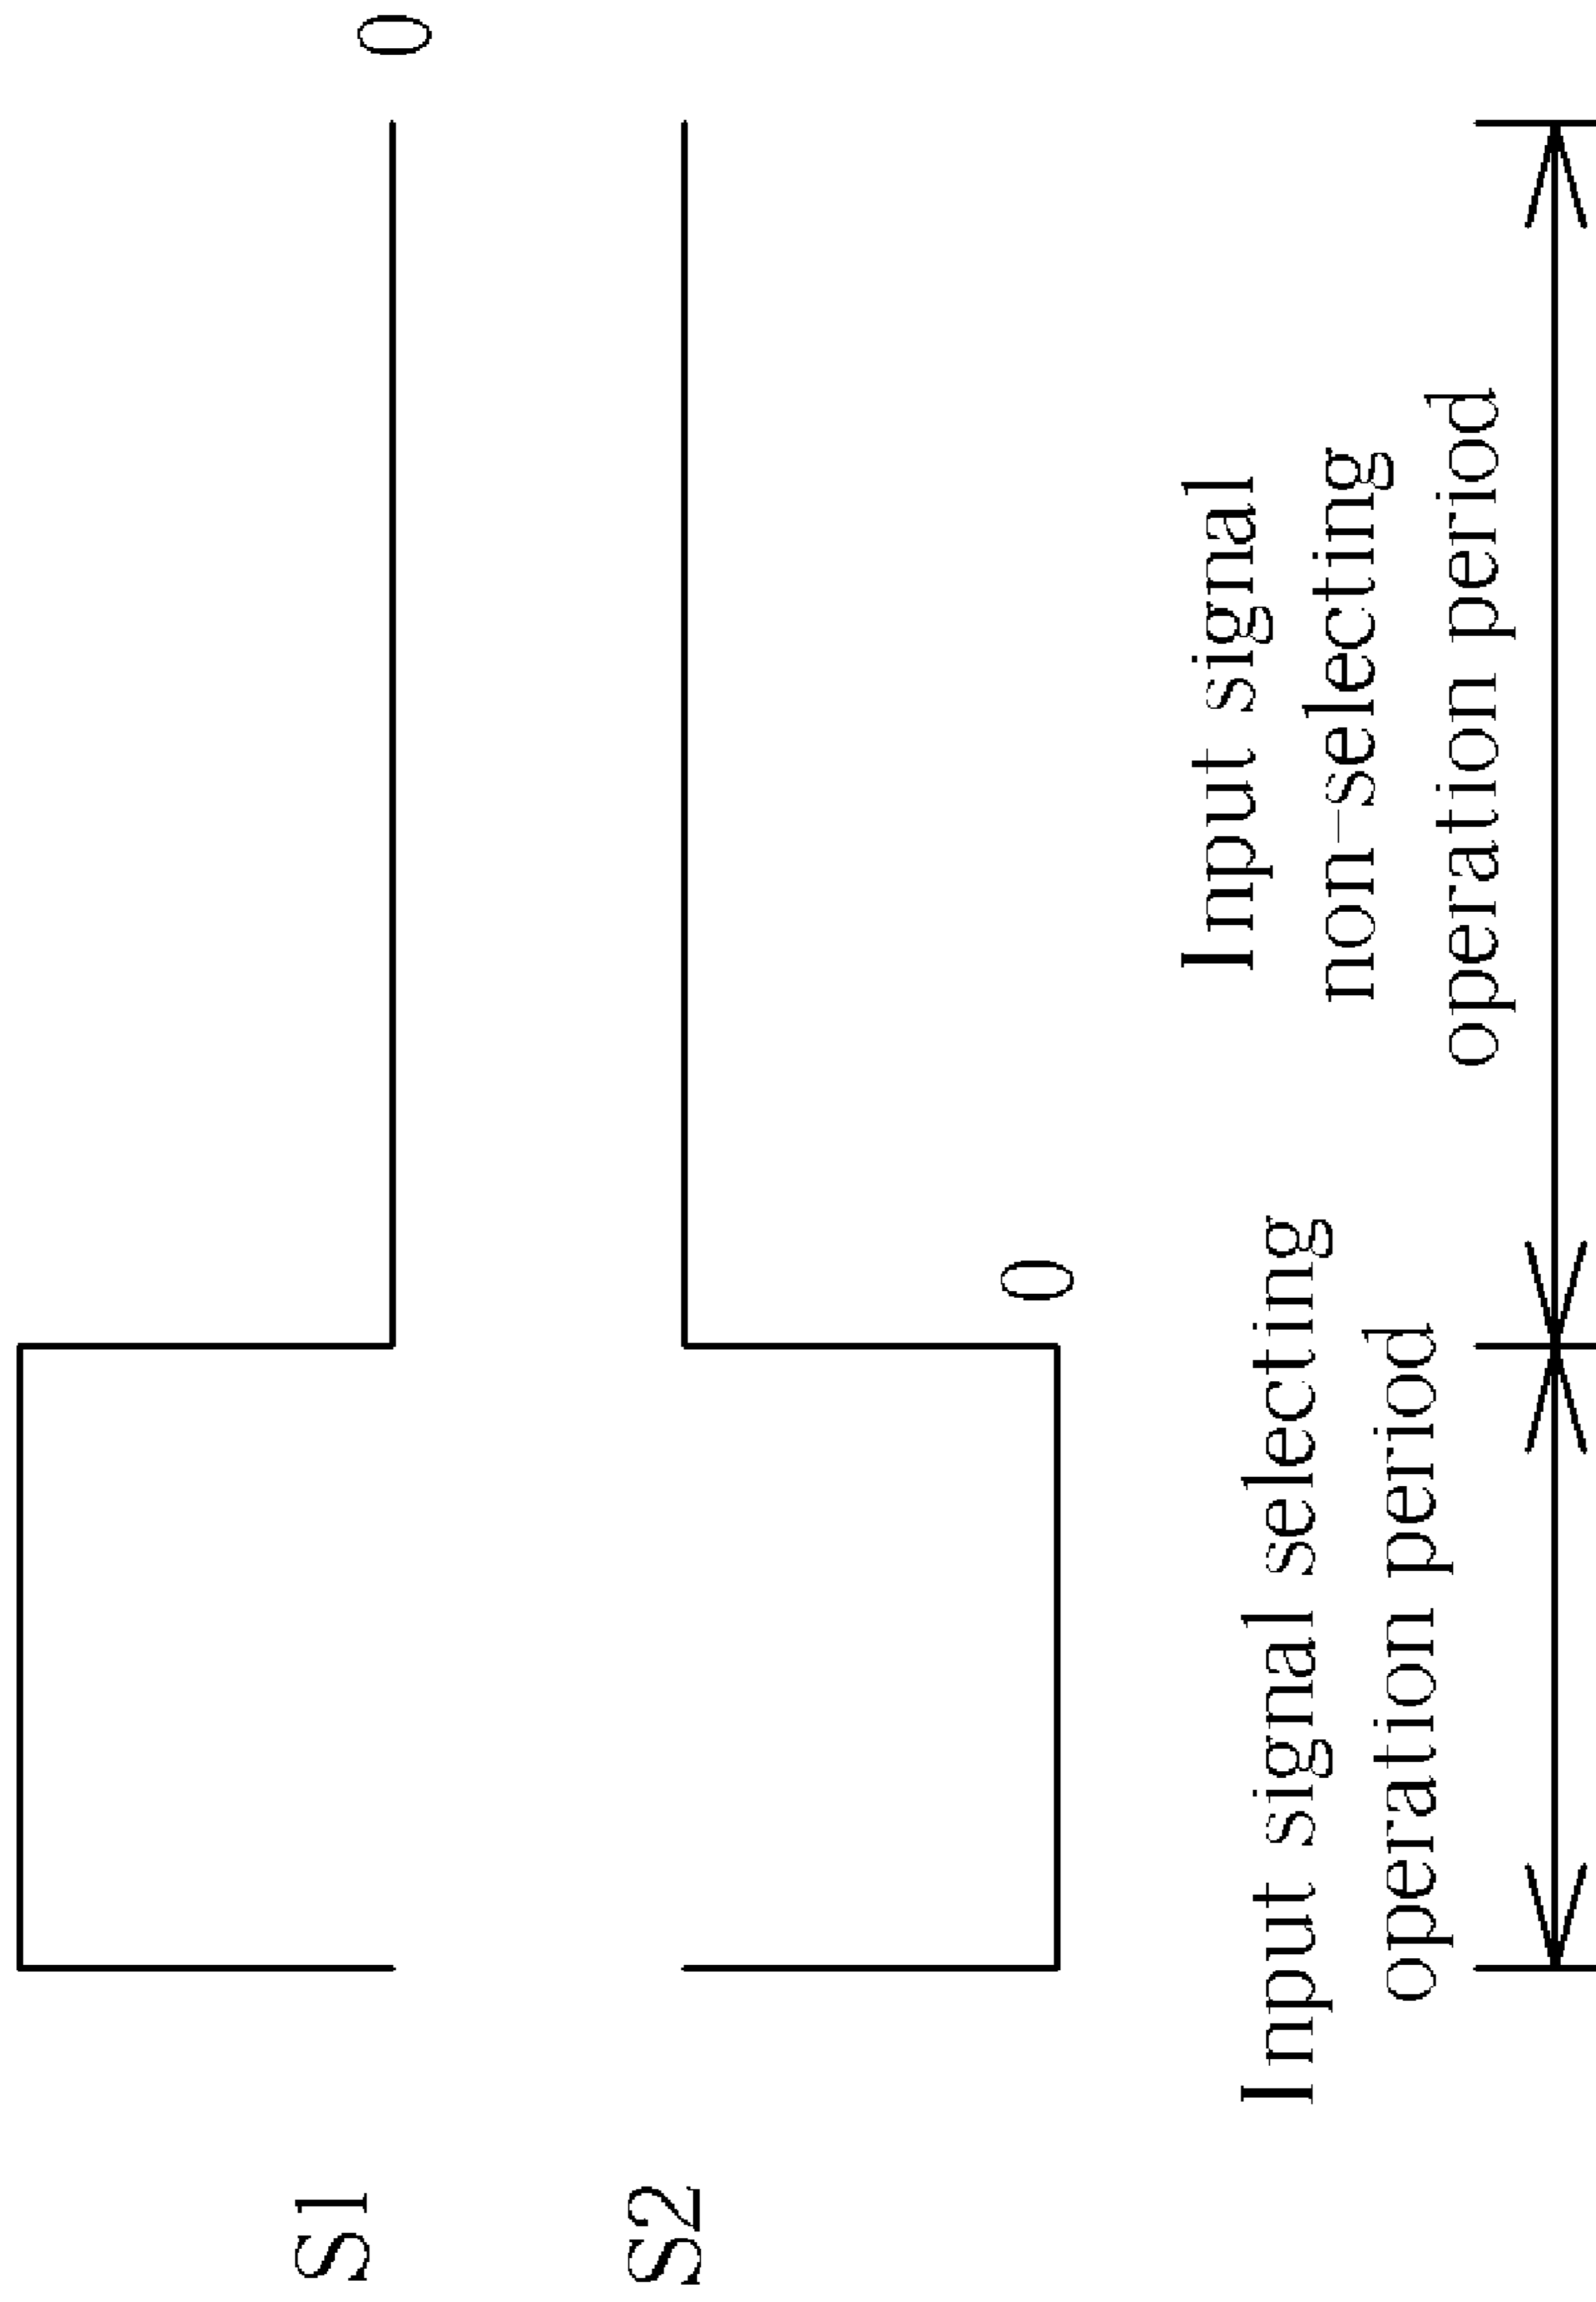 S1
0
S2
0
Input signal selecting
operation period
Input signal
non-selecting
operation period